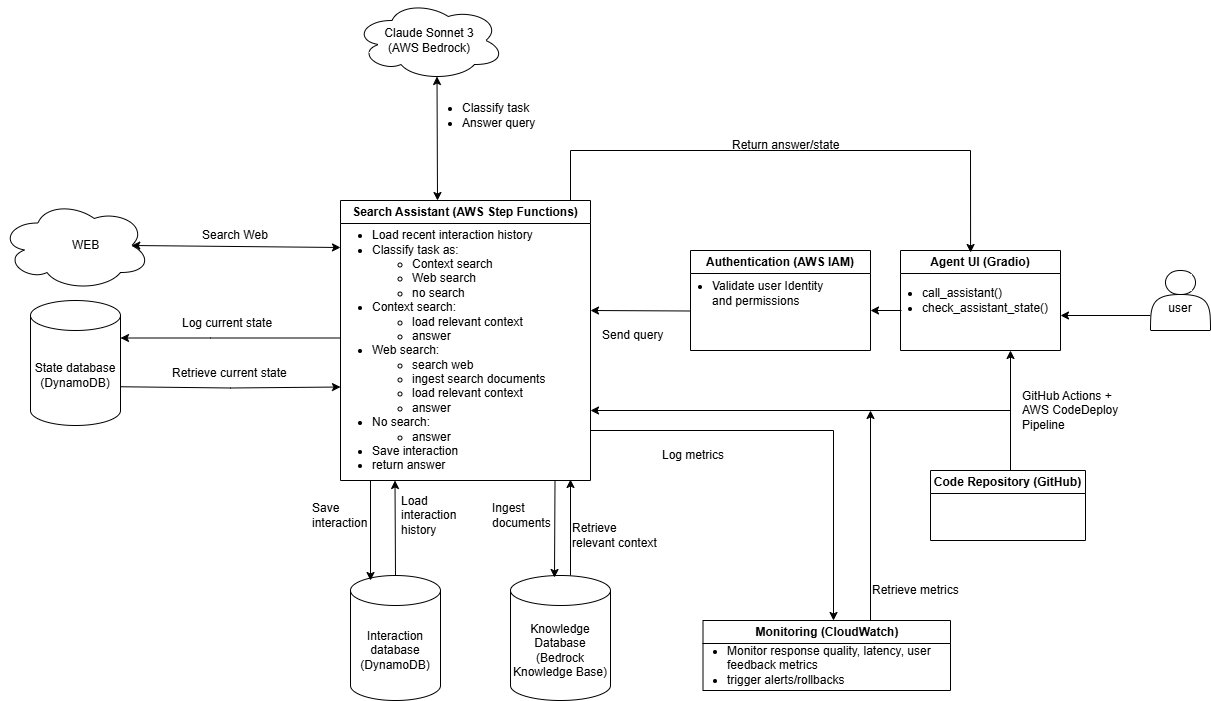 Claude Sonnet 3
(AWS Bedrock)
Classify task
Answer query
Return answer/state
WEB
Search Web
Search Assistant (AWS Step Functions)
Load recent interaction history
Classify task as:
Context search
Web search
no search
Context search:
load relevant context
answer
Web search:
search web
ingest search documents
load relevant context
answer
No search:
answer
Save interaction
return answer
Authentication (AWS IAM)
Validate user Identity
and permissions
Agent UI (Gradio)
call_assistant()
check_assistant_state()
user
Send query
Log current state
State database
(DynamoDB)
Retrieve current state
GitHub Actions +
AWS CodeDeploy
Pipeline
Log metrics
Code Repository (GitHub)
Save
interaction
Load
interaction
history
Ingest
documents
Retrieve
relevant context
Interaction
database
(DynamoDB)
Knowledge
Database
(Bedrock
Knowledge Base)
Retrieve metrics
Monitoring (CloudWatch)
Monitor response quality, latency, user
feedback metrics
trigger alerts/rollbacks